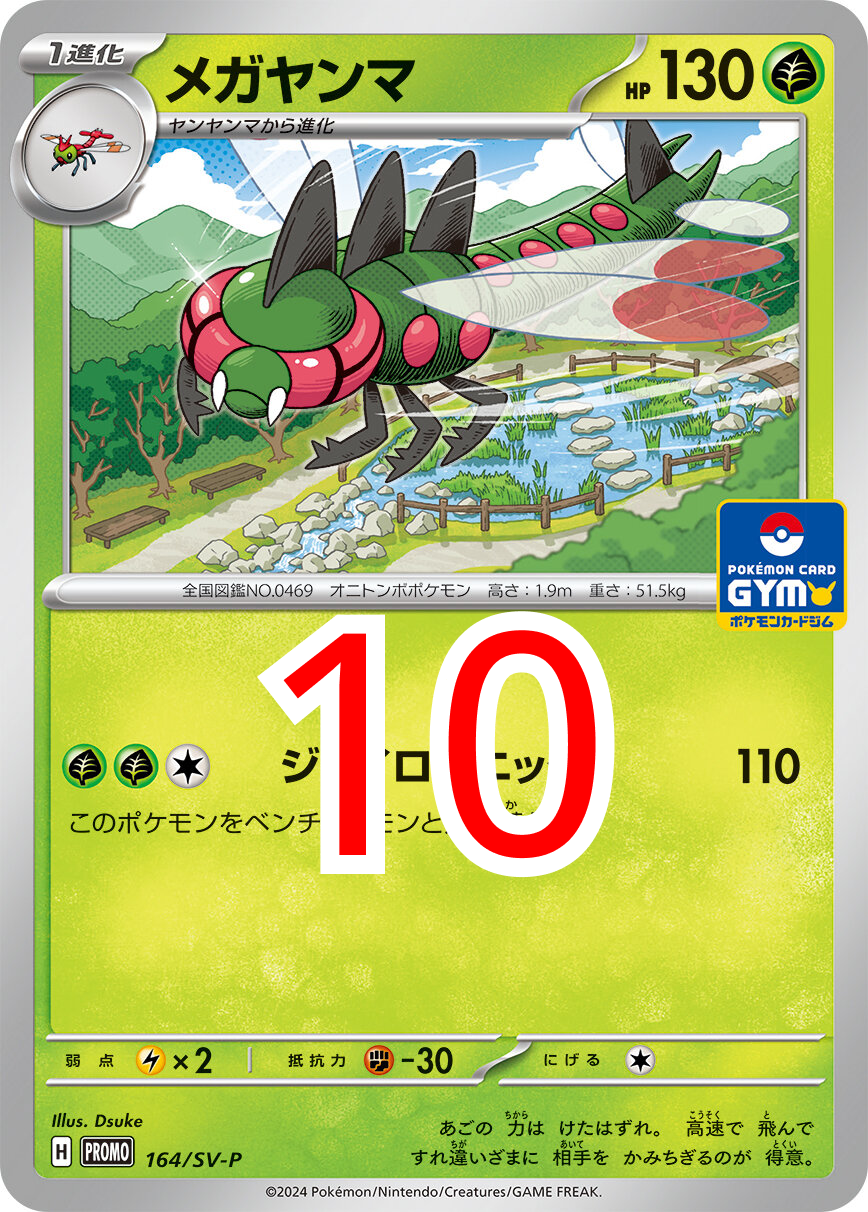 1進化
メガヤンマ
HP 130
ヤンヤンマから進化
POKÉMON CARD
GYM
ポケモンカードジム
全国図鑑NO.0469 オニトンボポケモン 高さ:1.9m 重さ:51.5kg
10
110
このポケモンをベンチ
弱点 ×2 抵抗力 -30 にげる
Illus. Dsuke
H PROMO 164/SV-P
あごの 力は けたはずれ。 高速で 飛んで
すれ違いざまに 相手を かみちぎるのが 得意。
©2024 Pokémon/Nintendo/Creatures/GAME FREAK.